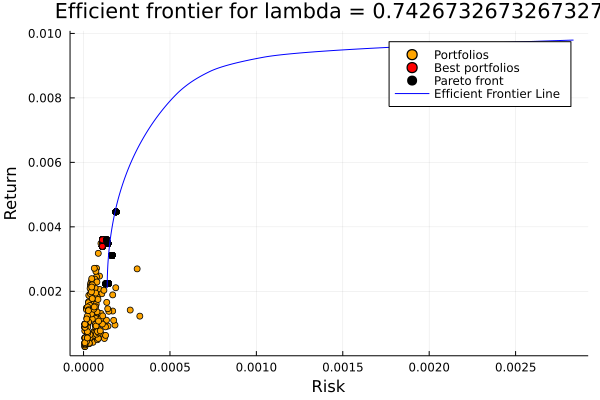 Efficient frontier for lambda = 0.7426732673267327
0.010
0.008
0.006
0.004
0.002
Return
Portfolios
Best portfolios
Pareto front
Efficient Frontier Line
0.0000 0.0005 0.0010 0.0015 0.0020 0.0025
Risk